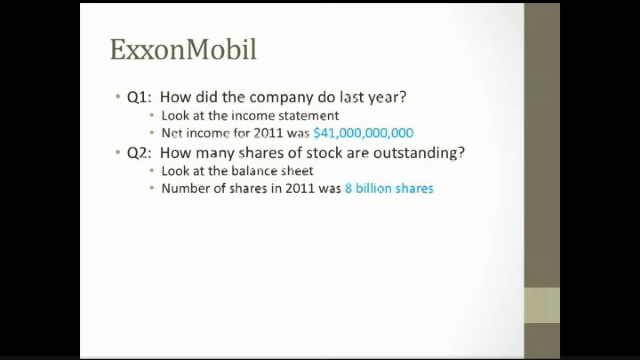 ExxonMobil
• Q1: How did the company do last year?
• Look at the income statement
• Net income for 2011 was $41,000,000,000
• Q2: How many shares of stock are outstanding?
• Look at the balance sheet
• Number of shares in 2011 was 8 billion shares